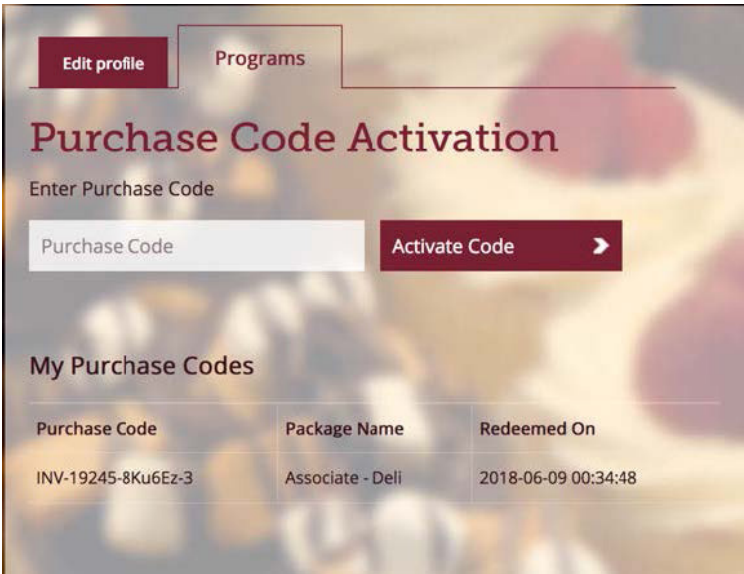 Edit profile
Programs
Purchase Code Activation
Enter Purchase Code
Purchase Code
Activate Code
My Purchase Codes
Purchase Code Package Name Redeemed On
INV-19245-8Ku6Ez-3 Associate - Deli 2018-06-09 00:34:48